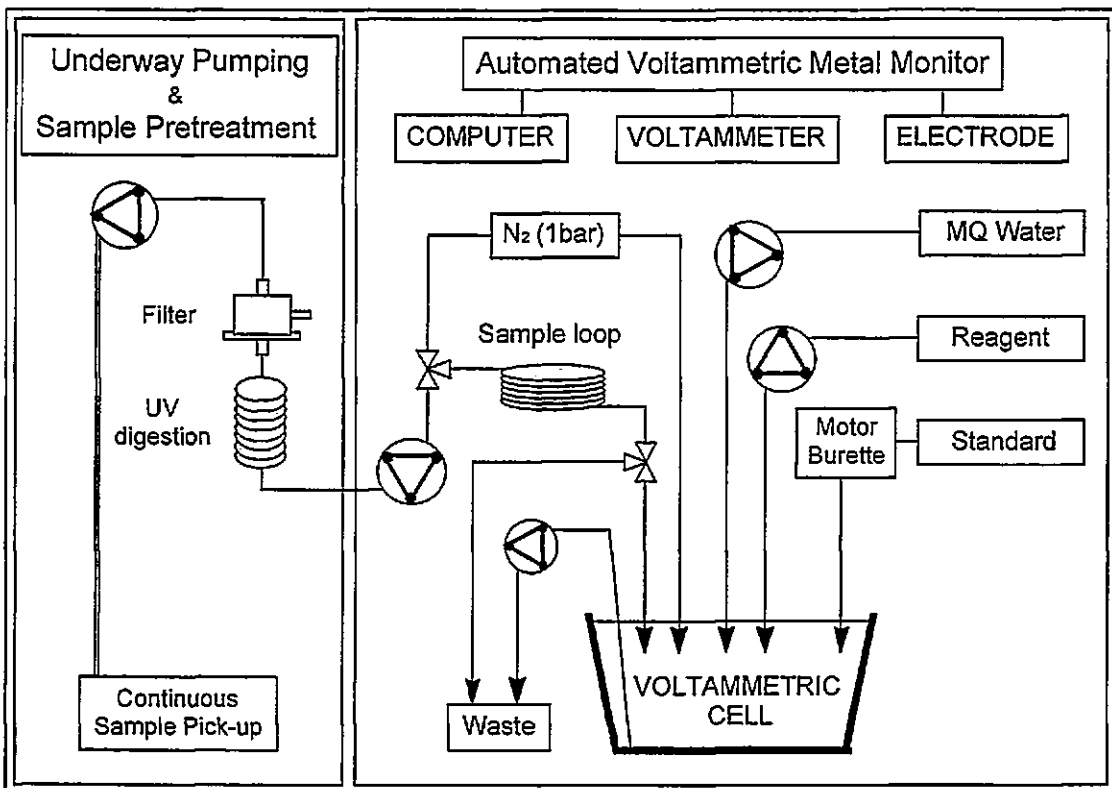 Underway Pumping
&
Sample Pretreatment
Filter
UV
digestion
Continuous
Sample Pick-up
Automated Voltammetric Metal Monitor
COMPUTER
VOLTAMMETER
ELECTRODE
N₂ (1bar)
Sample loop
MQ Water
Reagent
Motor
Burette
Standard
Waste
VOLTAMMETRIC
CELL